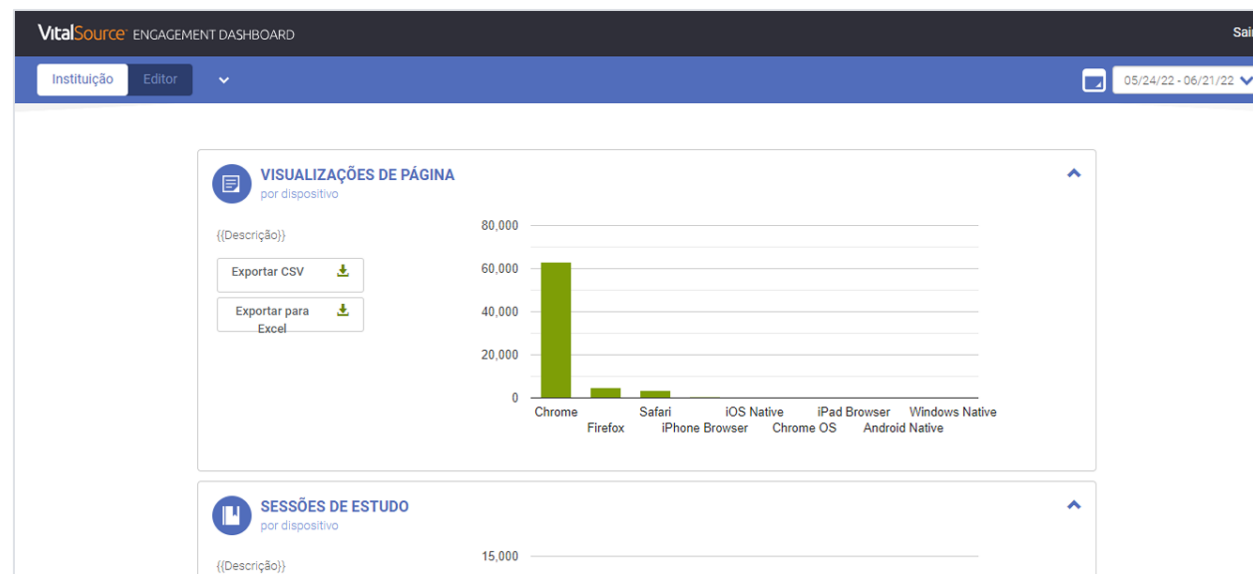 VitalSource ENGAGEMENT DASHBOARD
Sair
Instituição Editor
05/24/22 - 06/21/22
VISUALIZAÇÕES DE PÁGINA
por dispositivo
{{Descrição}}
Exportar CSV
Exportar para
Excel
80,000
60,000
40,000
20,000
0
Chrome Safari iOS Native iPad Browser Windows Native
Firefox iPhone Browser Chrome OS Android Native
SESSÕES DE ESTUDO
por dispositivo
{{Descrição}}
15,000